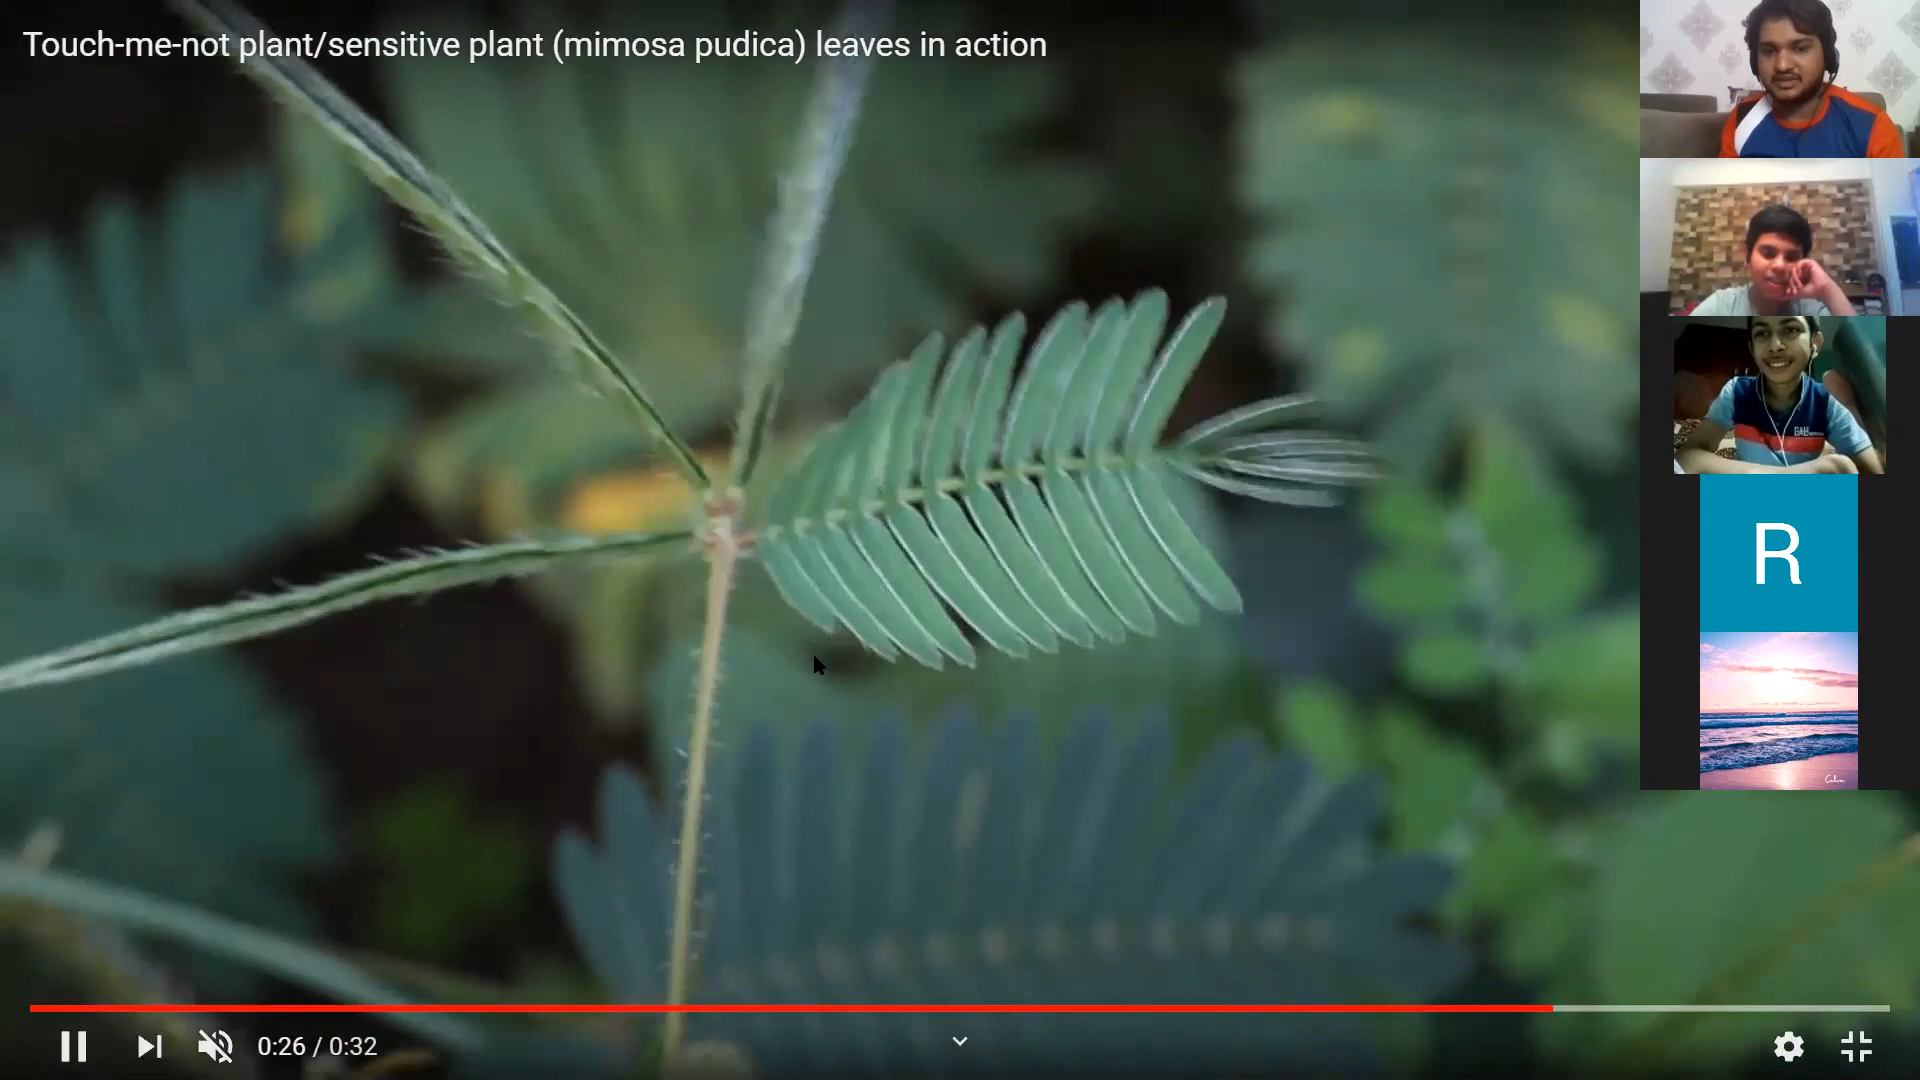 Touch-me-not plant/sensitive plant (mimosa pudica) leaves in action
R
0:26 / 0:32